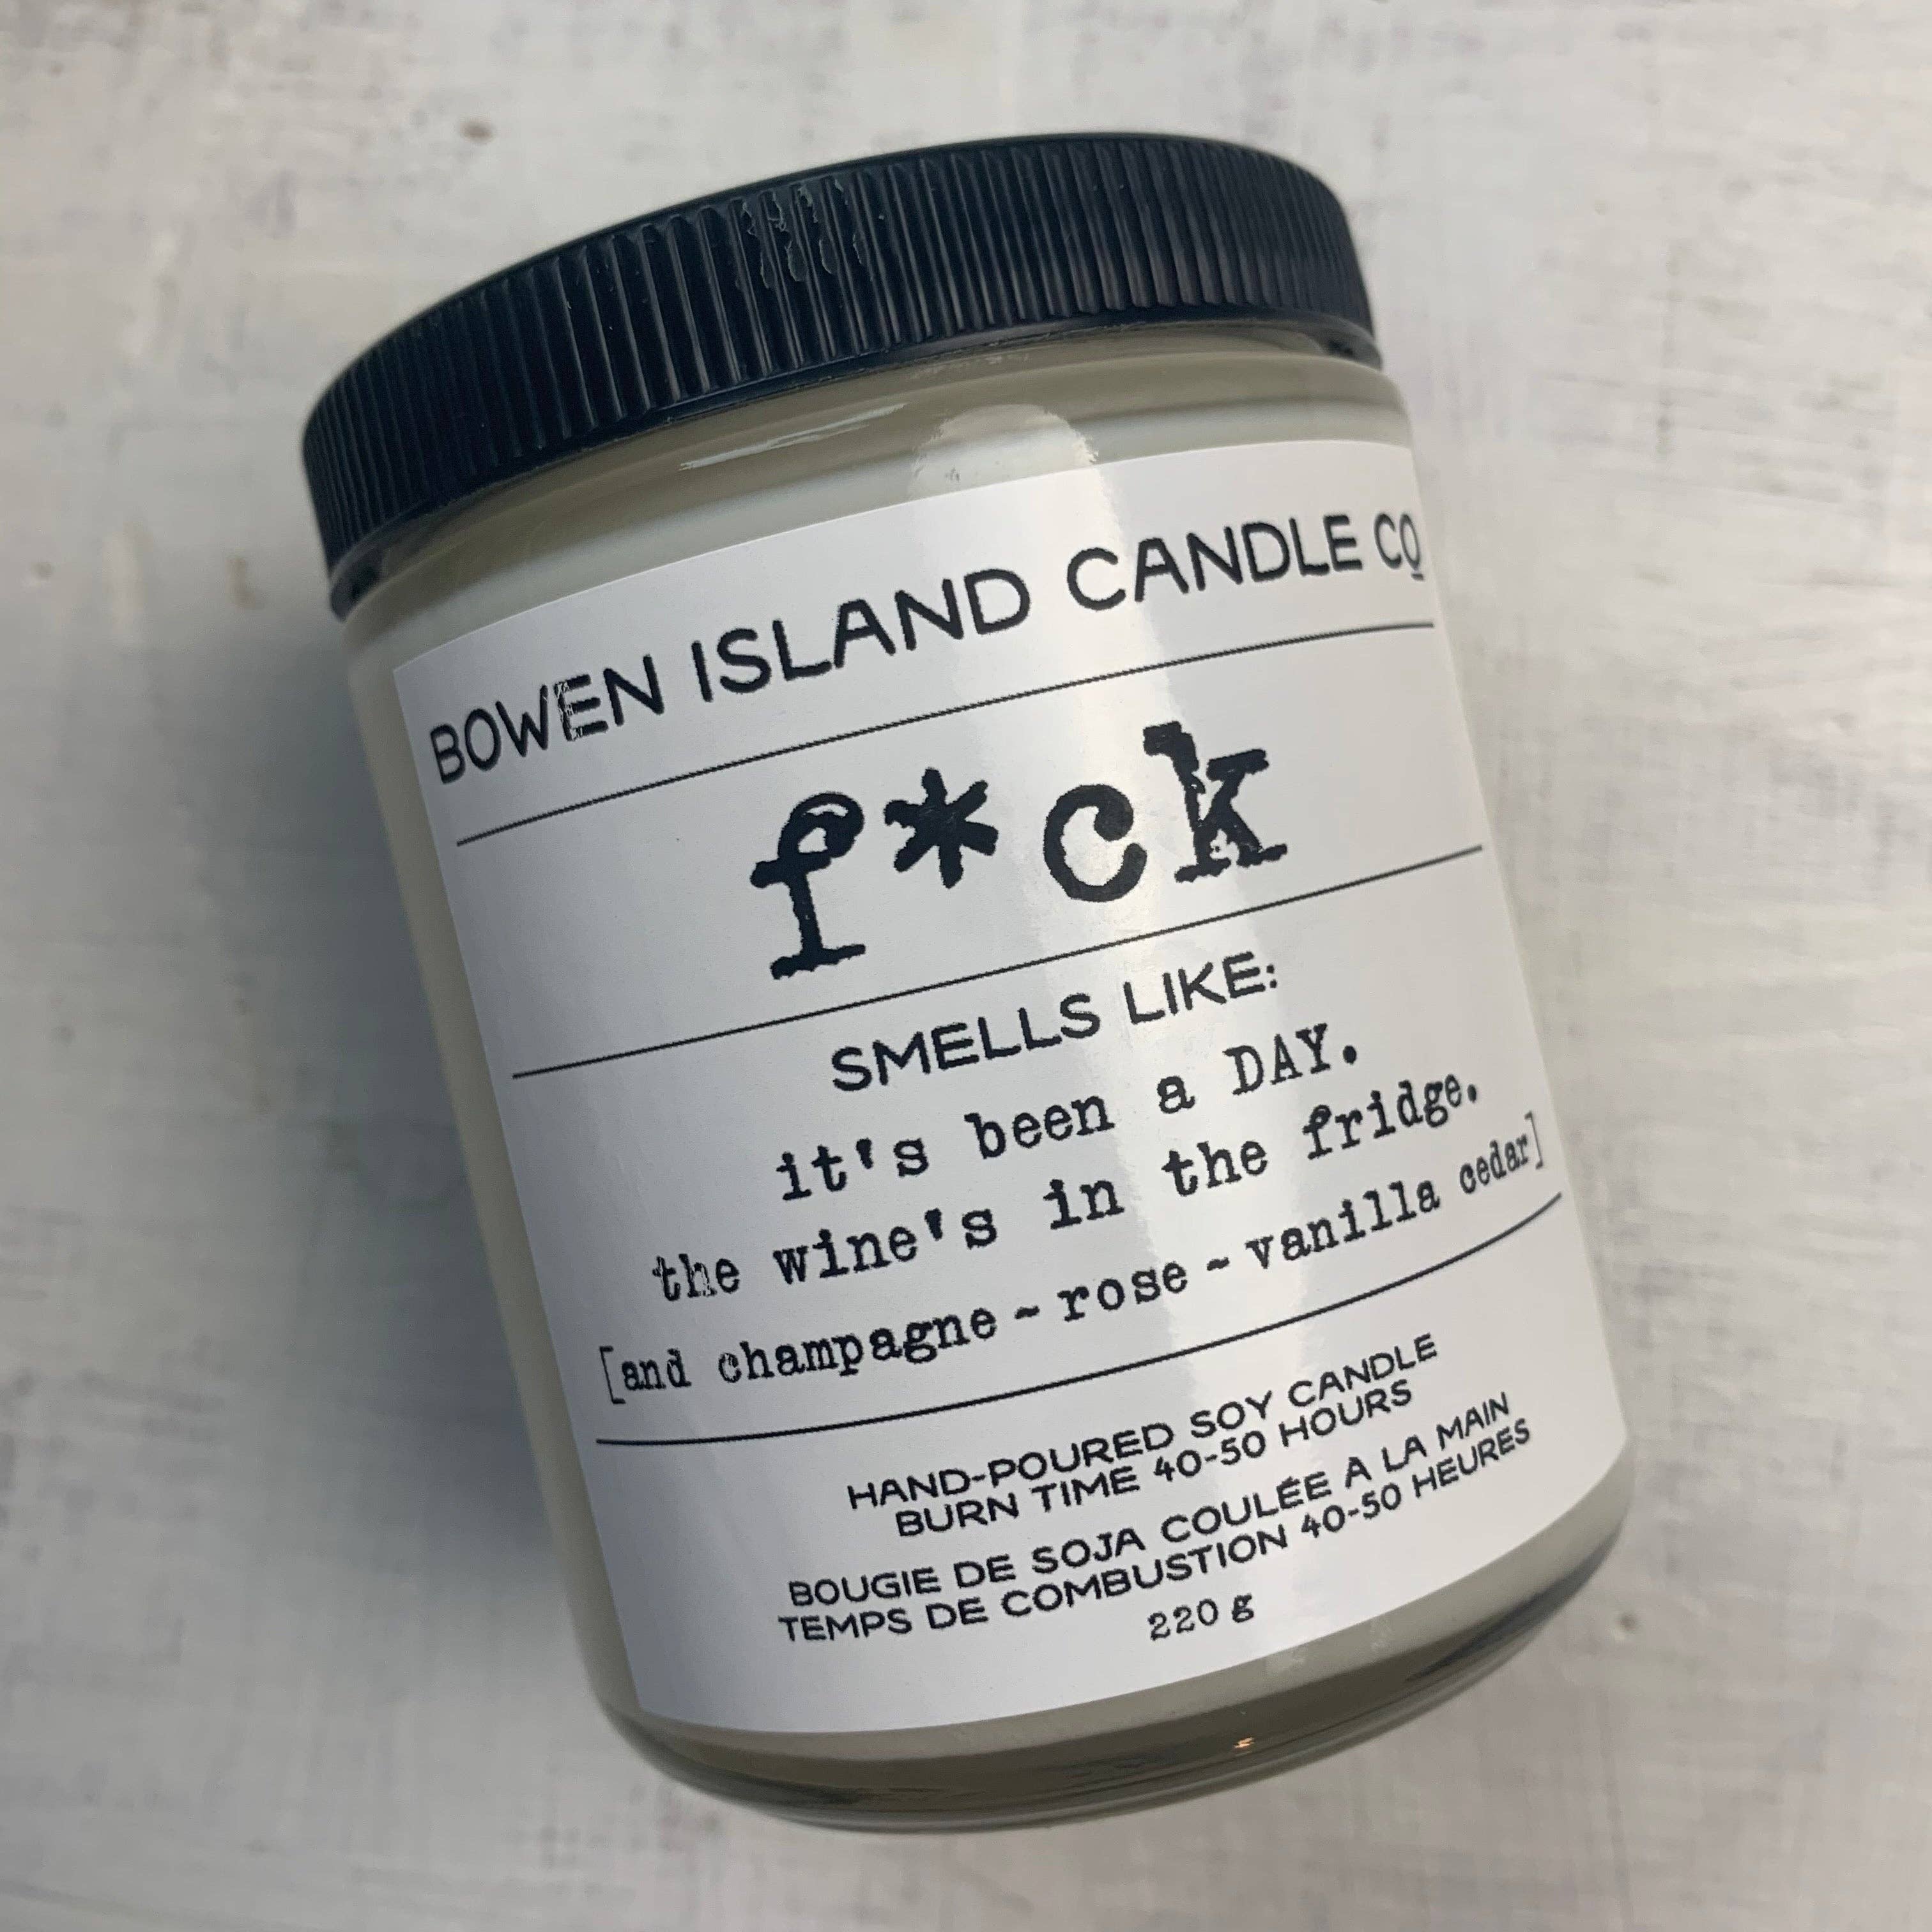 BOWEN ISLAND CANDLE CO
f*ck
SMELLS LIKE:
it's been a DAY.
the wine's in the fridge.
[and champagne ~ rose ~ vanilla cedar]
HAND-POURED SOY CANDLE
BURN TIME 40-50 HOURS
BOUGIE DE SOJA COULÉE A LA MAIN
TEMPS DE COMBUSTION 40-50 HEURES
220 g